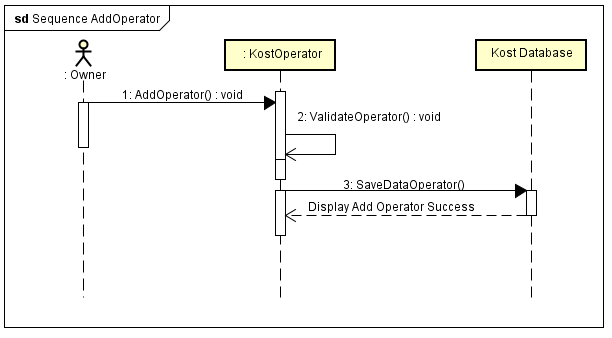 sd Sequence AddOperator
: Owner
: KostOperator
Kost Database
1: AddOperator() : void
2: ValidateOperator() : void
3: SaveDataOperator()
Display Add Operator Success